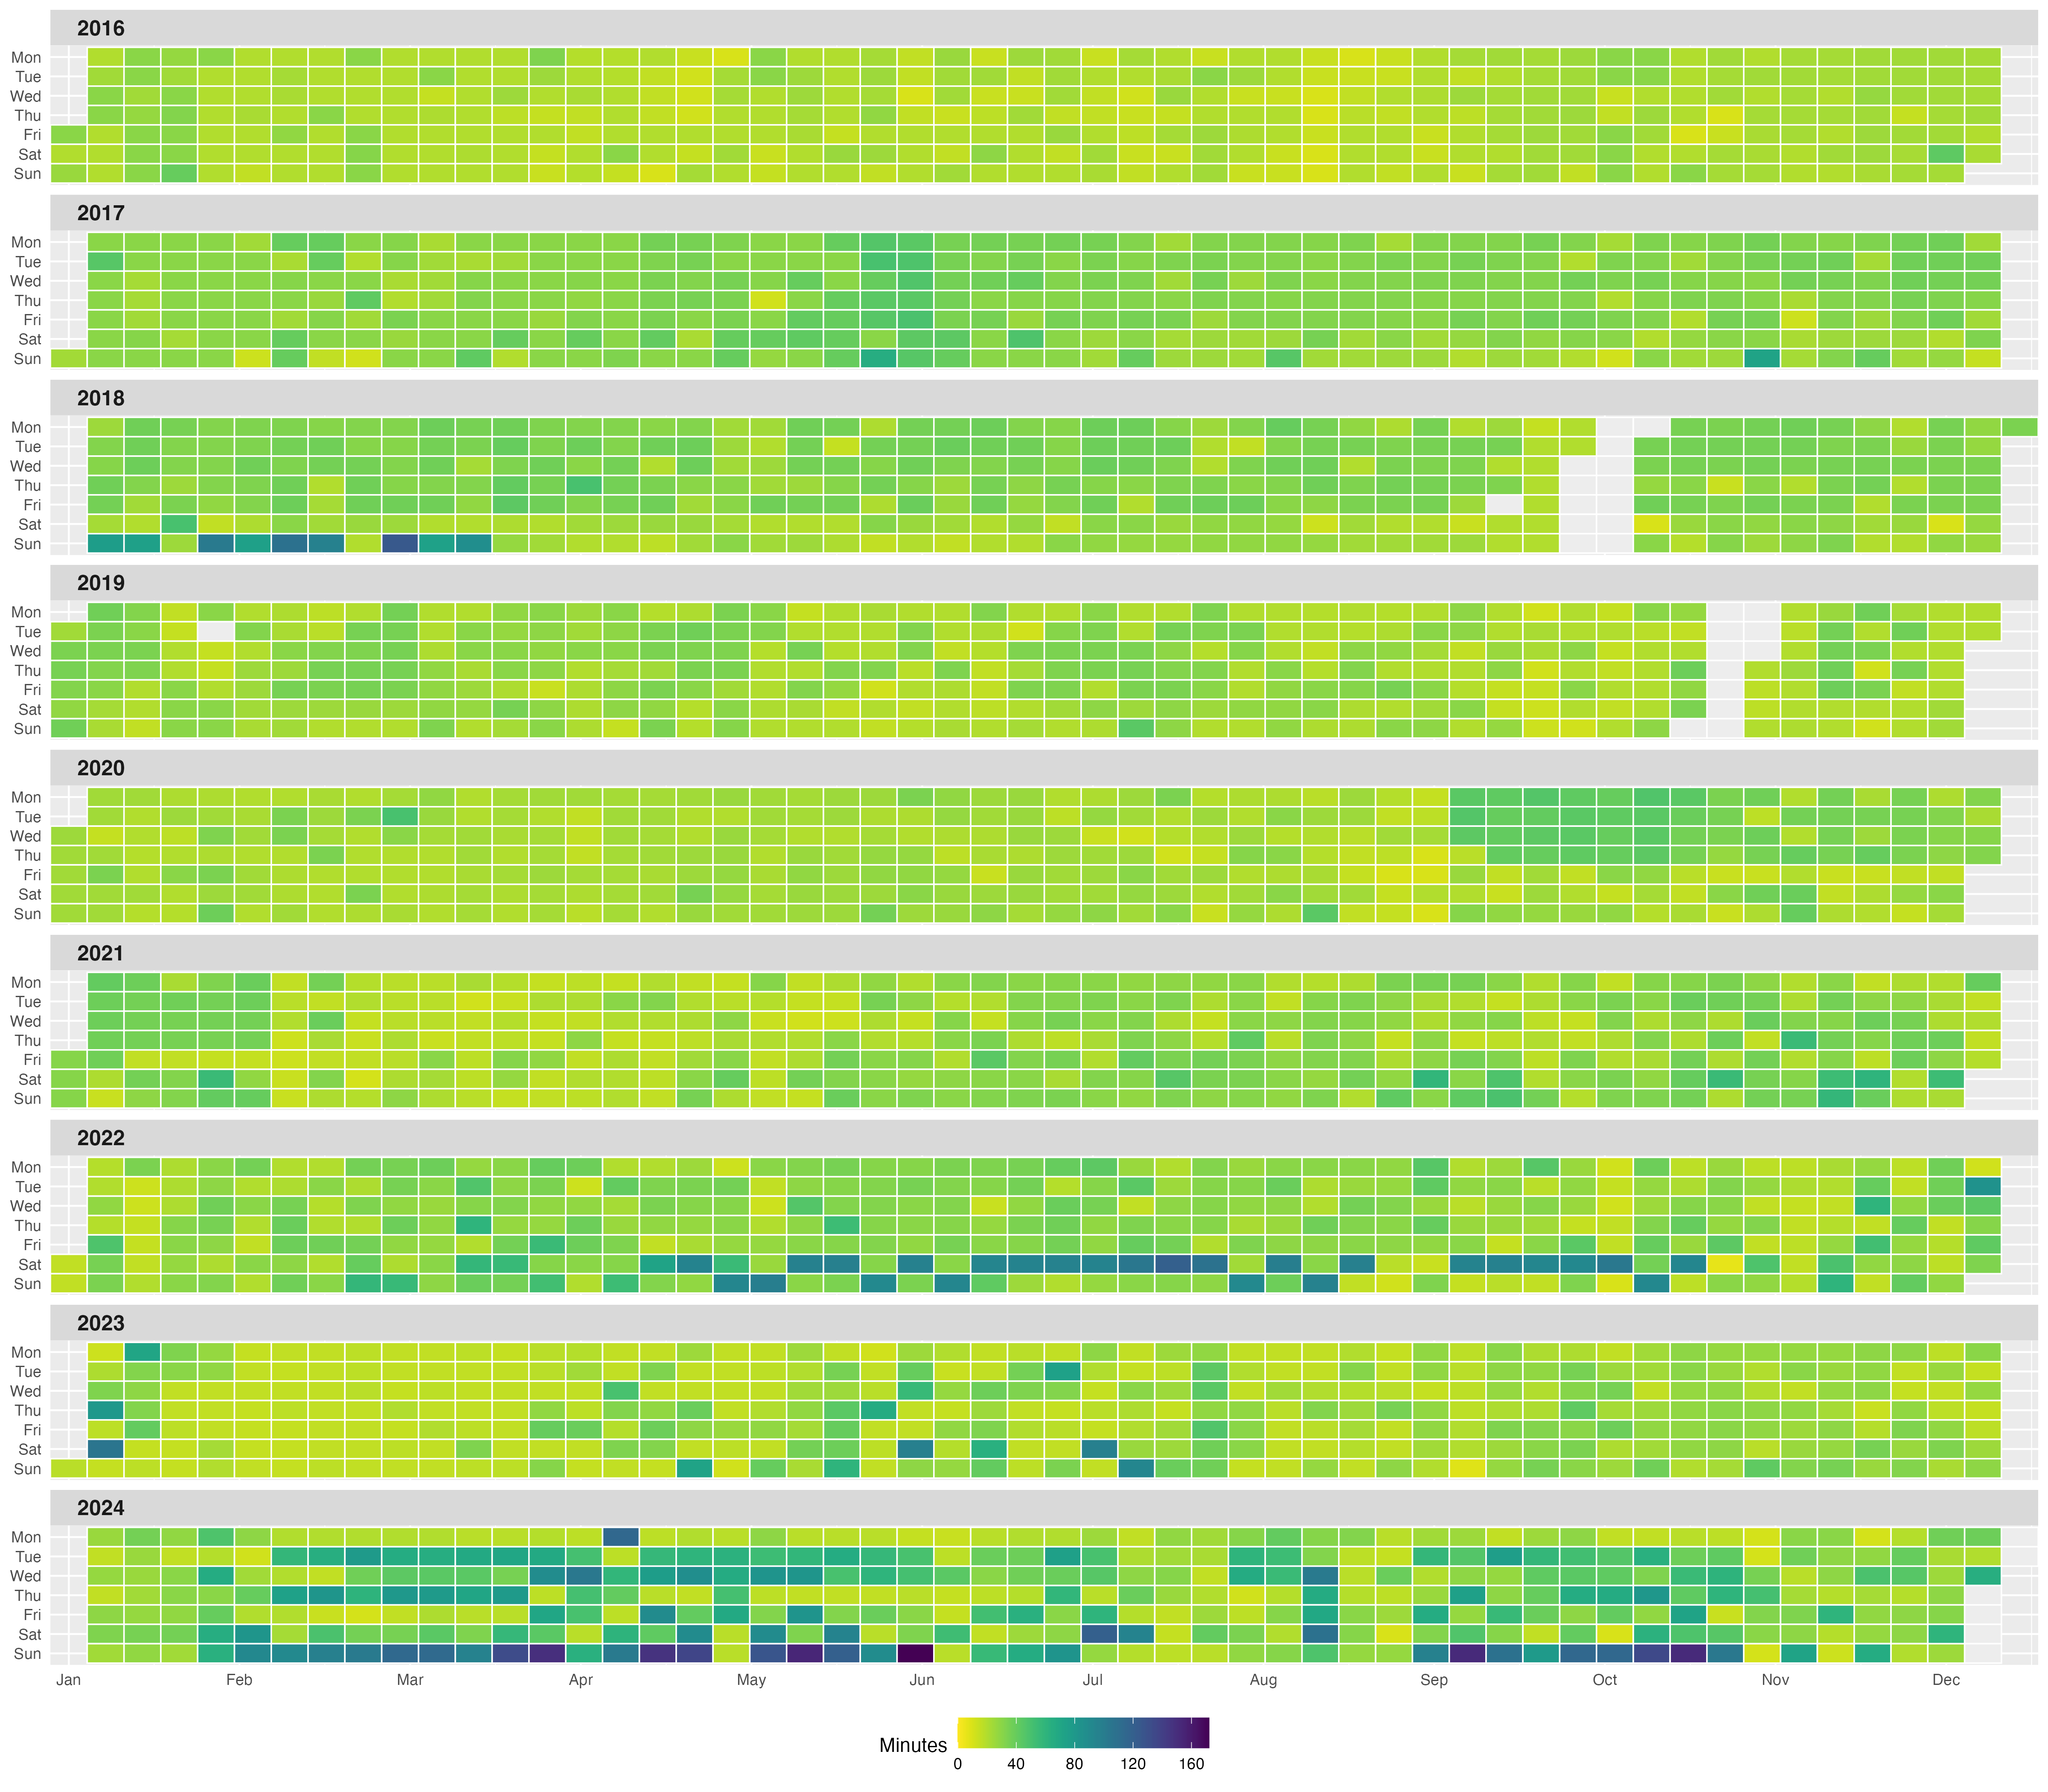 2016
Mon
Tue
Wed
Thu
Fri
Sat
Sun
2017
Mon
Tue
Wed
Thu
Fri
Sat
Sun
2018
Mon
Tue
Wed
Thu
Fri
Sat
Sun
2019
Mon
Tue
Wed
Thu
Fri
Sat
Sun
2020
Mon
Tue
Wed
Thu
Fri
Sat
Sun
2021
Mon
Tue
Wed
Thu
Fri
Sat
Sun
2022
Mon
Tue
Wed
Thu
Fri
Sat
Sun
2023
Mon
Tue
Wed
Thu
Fri
Sat
Sun
2024
Mon
Tue
Wed
Thu
Fri
Sat
Sun
Jan Feb Mar Apr May Jun Jul Aug Sep Oct Nov Dec
Minutes
0 40 80 120 160